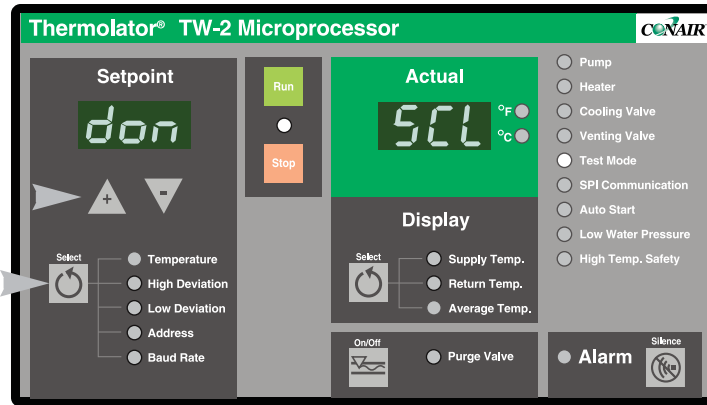 Thermolator® TW-2 Microprocessor
CONAIR
Setpoint
don
+
-
Select
Temperature
High Deviation
Low Deviation
Address
Baud Rate
Run
Stop
Actual
SCL
°F
°C
Display
Select
Supply Temp.
Return Temp.
Average Temp.
On/Off
Purge Valve
Pump
Heater
Cooling Valve
Venting Valve
Test Mode
SPI Communication
Auto Start
Low Water Pressure
High Temp. Safety
Alarm
Silence